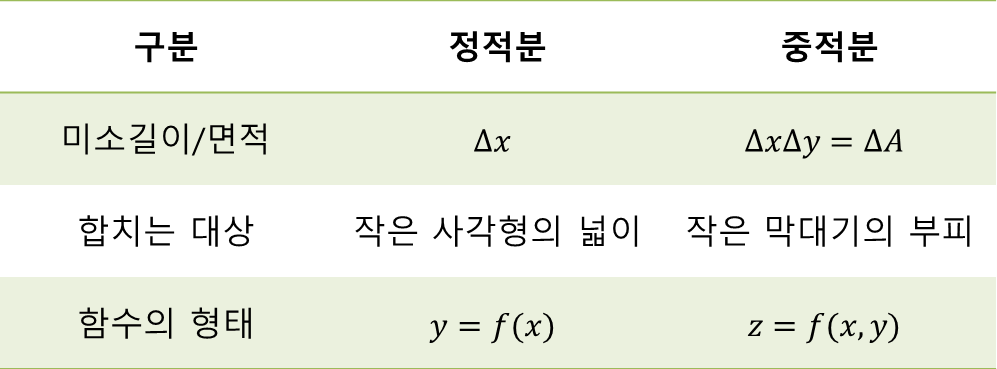 구분 정적분 중적분
미소길이/면적 Δx ΔxΔy = ΔA
합치는 대상 작은 사각형의 넓이 작은 막대기의 부피
함수의 형태 y = f(x) z = f(x, y)